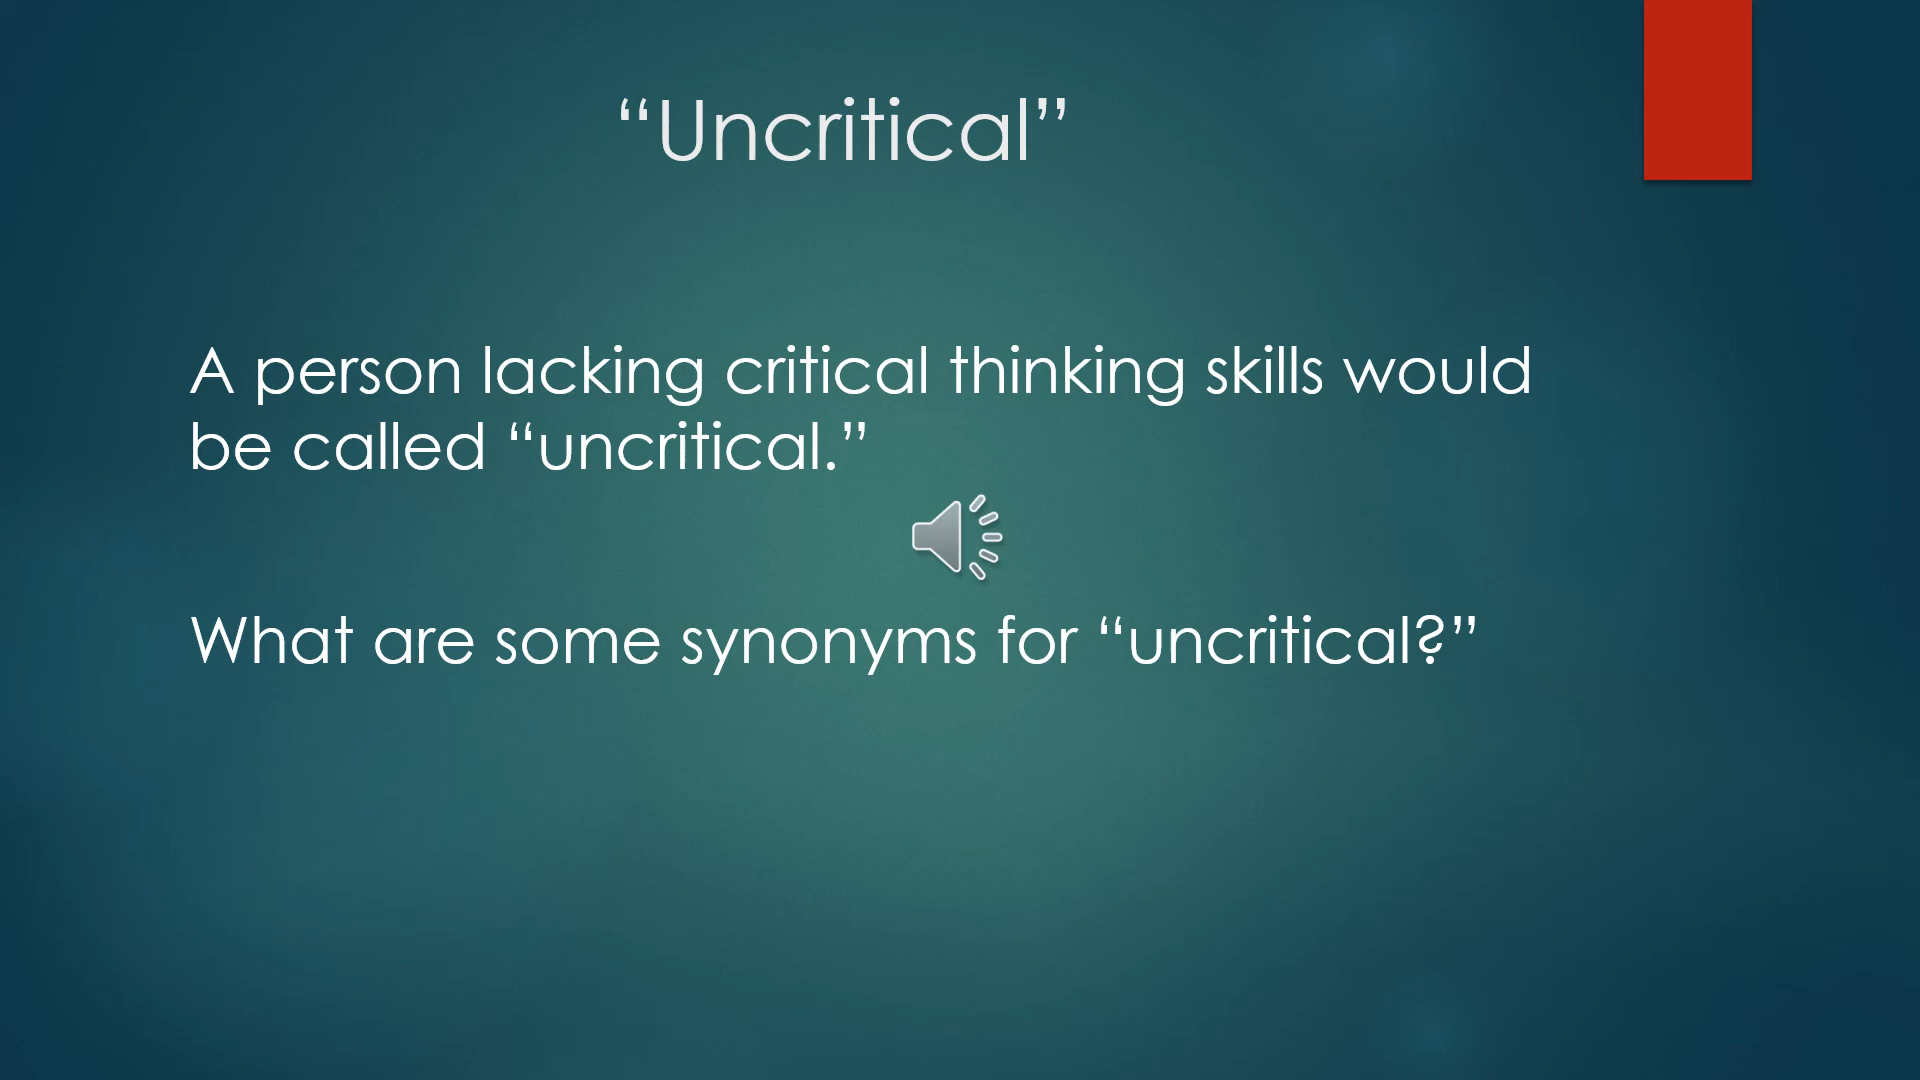 “Uncritical”
A person lacking critical thinking skills would
be called “uncritical.”
What are some synonyms for “uncritical?”